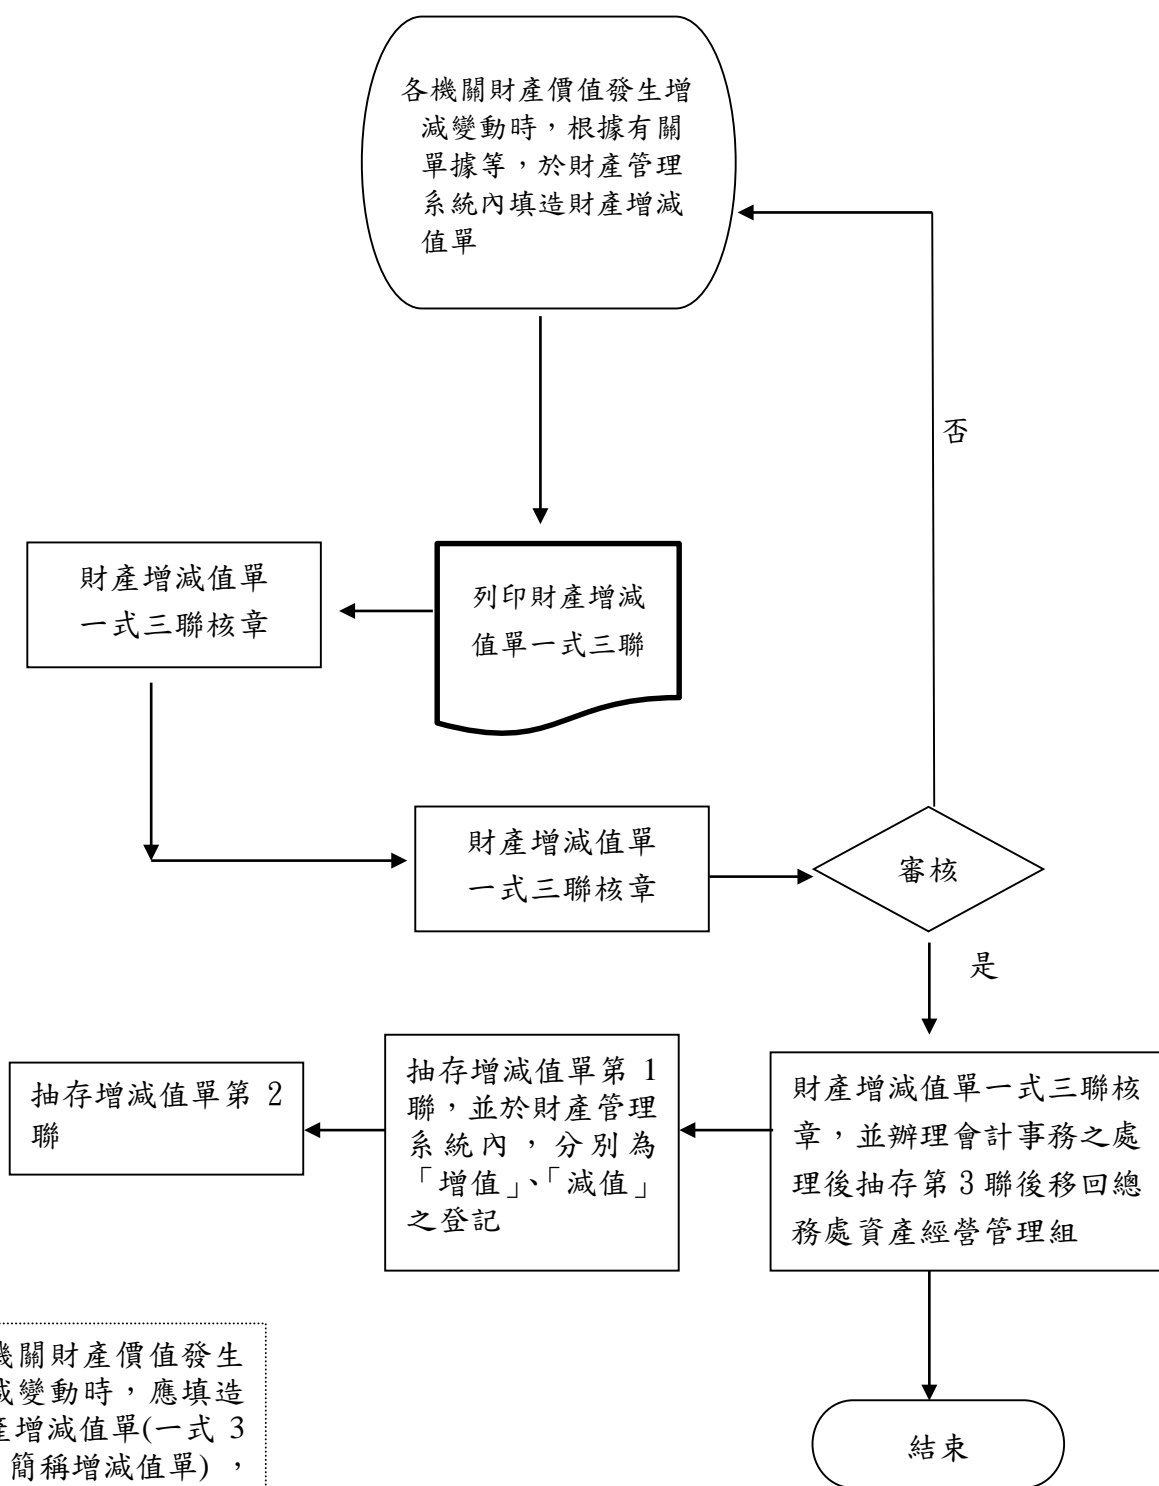 各機關財產價值發生增
減變動時，根據有關
單據等，於財產管理
系統內填造財產增減
值單
否
財產增減值單
一式三聯核章
列印財產增減
值單一式三聯
財產增減值單
一式三聯核章
審核
是
抽存增減值單第 2
聯
抽存增減值單第 1
聯，並於財產管理
系統內，分別為
「增值」、「減值」
之登記
財產增減值單一式三聯核
章，並辦理會計事務之處
理後抽存第 3 聯後移回總
務處資產經營管理組
機關財產價值發生
減變動時，應填造
產增減值單(一式 3
簡稱增減值單) ，
結束